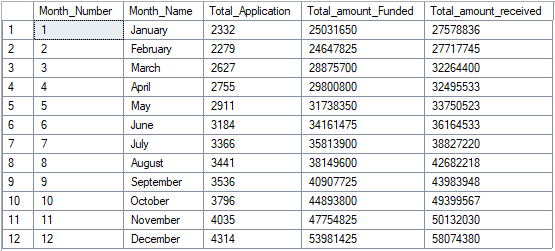 Month_Number Month_Name Total_Application Total_amount_Funded Total_amount_received
1 1 January 2332 25031650 27578836
2 2 February 2279 24647825 27717745
3 3 March 2627 28875700 32264400
4 4 April 2755 29800800 32495533
5 5 May 2911 31738350 33750523
6 6 June 3184 34161475 36164533
7 7 July 3366 35813900 38827220
8 8 August 3441 38149600 42682218
9 9 September 3536 40907725 43983948
10 10 October 3796 44893800 49399567
11 11 November 4035 47754825 50132030
12 12 December 4314 53981425 58074380